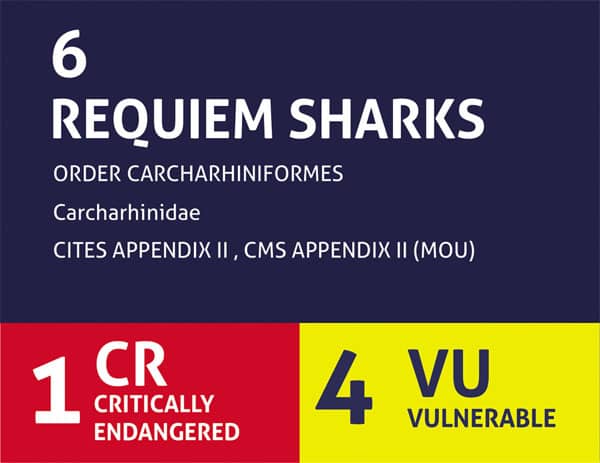 6
REQUIEM SHARKS
ORDER CARCHARHINIFORMES
Carcharhinidae
CITES APPENDIX II , CMS APPENDIX II (MOU)
1 CR
CRITICALLY
ENDANGERED
4 VU
VULNERABLE